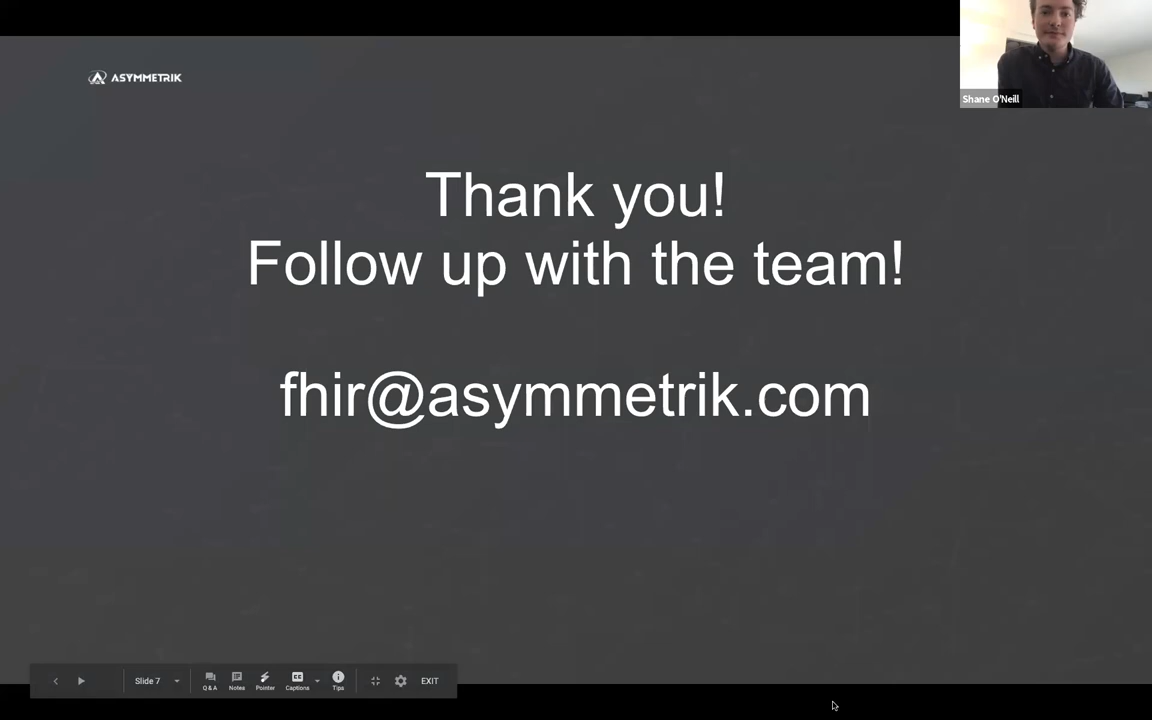 ASYMMETRIK
Shane O'Neill
Thank you!
Follow up with the team!
fhir@asymmetrik.com
Slide 7
Q & A
Notes
Pointer
CC
Captions
Tips
EXIT